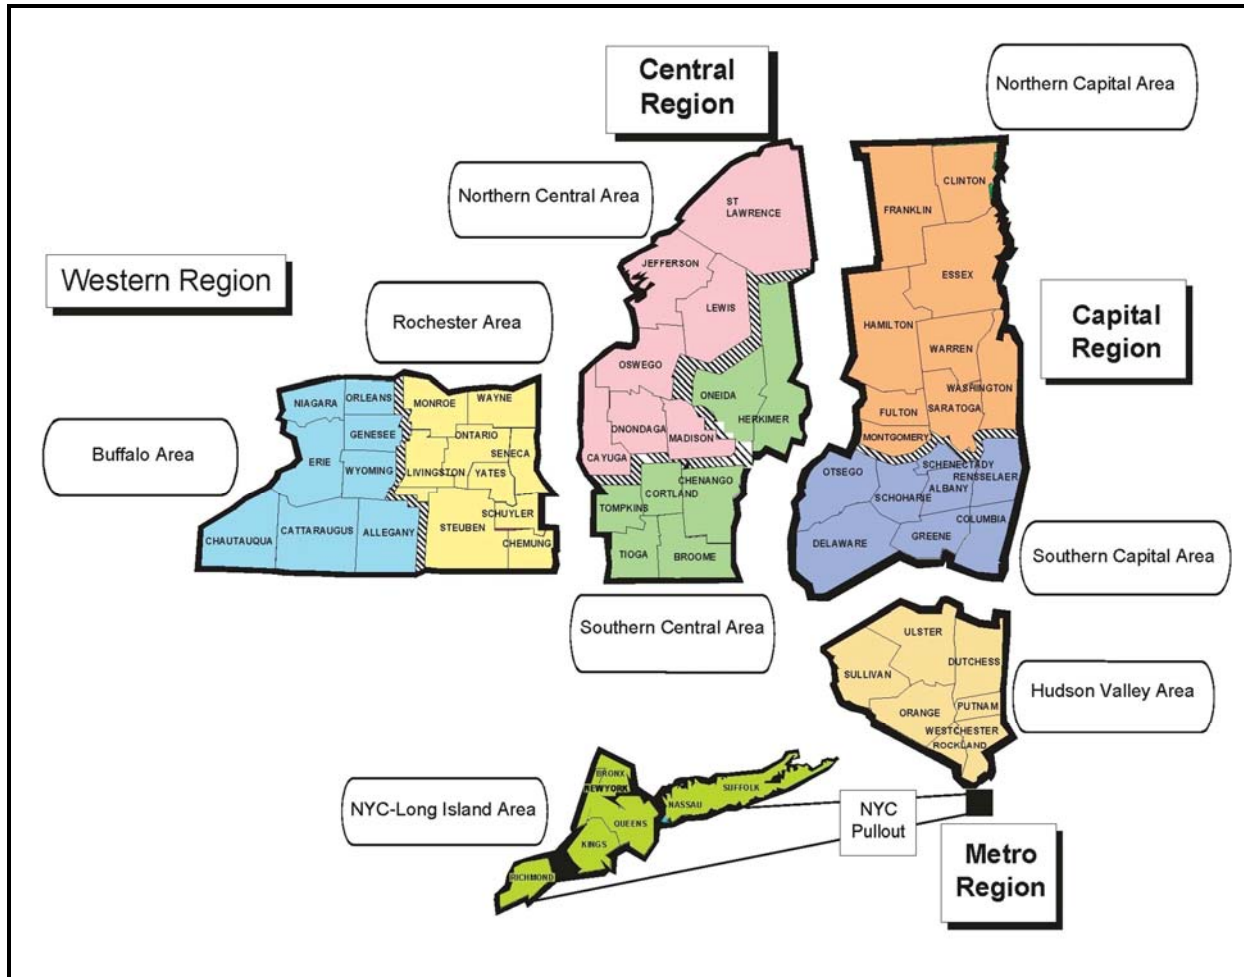 Central
Region
Northern Capital Area
Northern Central Area
Western Region
Rochester Area
Capital
Region
Buffalo Area
ST
LAWRENCE
JEFFERSON
LEWIS
OSWEGO
ONEIDA
HERKIMER
ONONDAGA
MADISON
CAYUGA
CHENANGO
CORTLAND
TOMPKINS
TIOGA
BROOME
CLINTON
FRANKLIN
ESSEX
HAMILTON
WARREN
WASHINGTON
SARATOGA
FULTON
MONTGOMERY
OTSEGO
SCHENECTADY
RENSSELAER
ALBANY
SCHOHARIE
COLUMBIA
GREENE
DELAWARE
NIAGARA
ORLEANS
MONROE
WAYNE
GENESEE
ONTARIO
SENECA
ERIE
WYOMING
LIVINGSTON
YATES
SCHUYLER
STEUBEN
CHEMUNG
CHAUTAUQUA
CATTARAUGUS
ALLEGANY
Southern Capital Area
Southern Central Area
ULSTER
DUTCHESS
SULLIVAN
ORANGE
PUTNAM
WESTCHESTER
ROCKLAND
Hudson Valley Area
NYC-Long Island Area
BRONX
NEWYORK
QUEENS
KINGS
RICHMOND
NASSAU
SUFFOLK
NYC
Pullout
Metro
Region